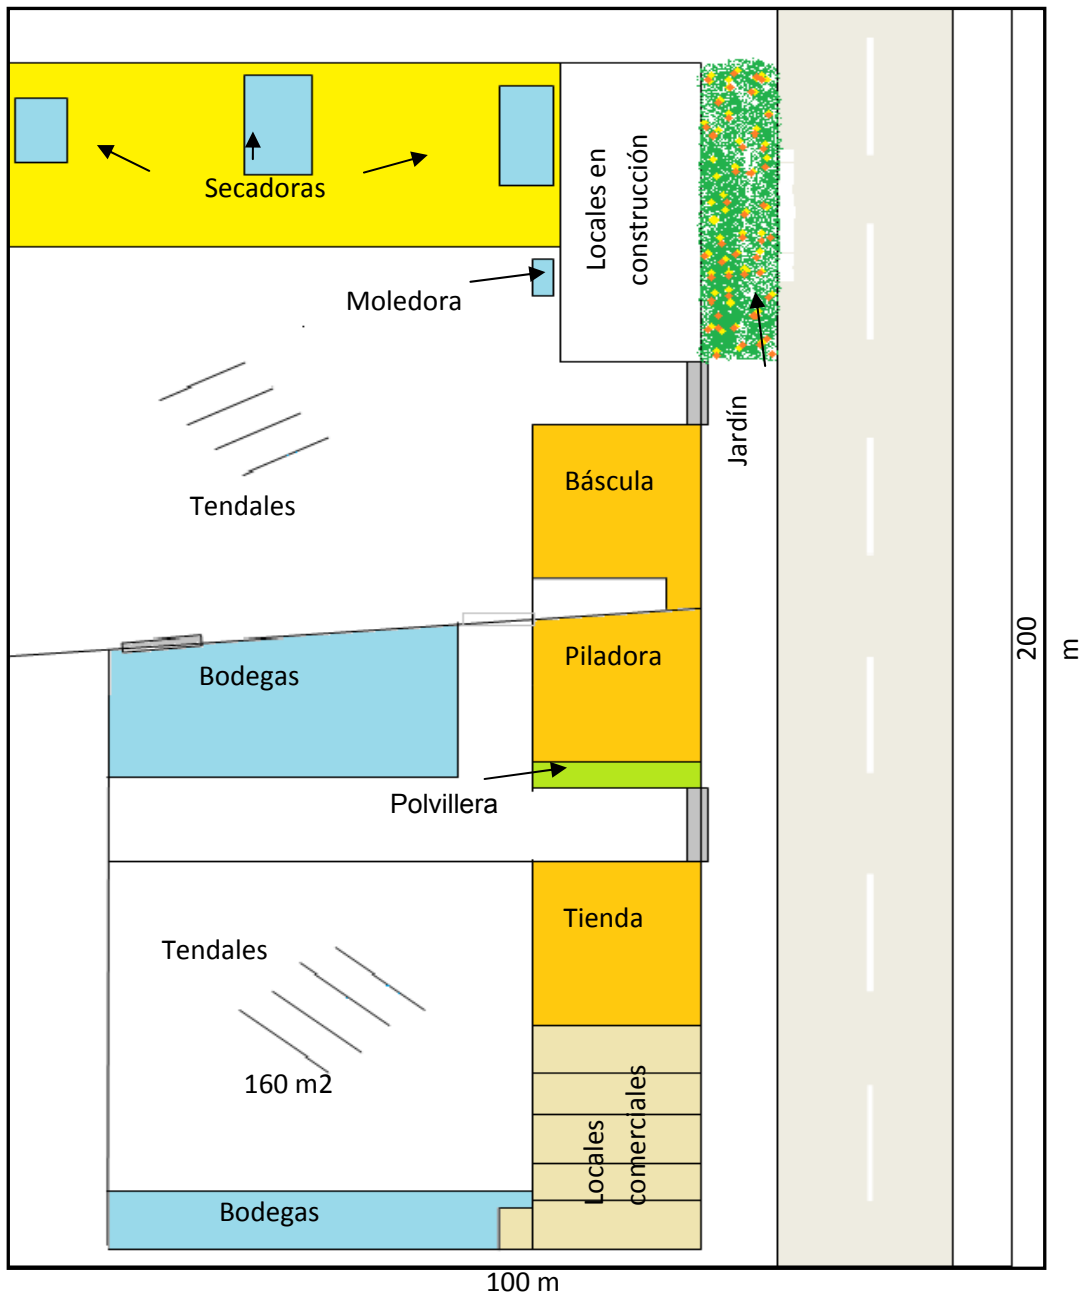 Secadoras
Locales en
construcción
Moledora
Jardín
Tendales
Báscula
Piladora
Bodegas
200
m
Polvillera
Tienda
Tendales
160 m2
Locales
comerciales
Bodegas
100 m